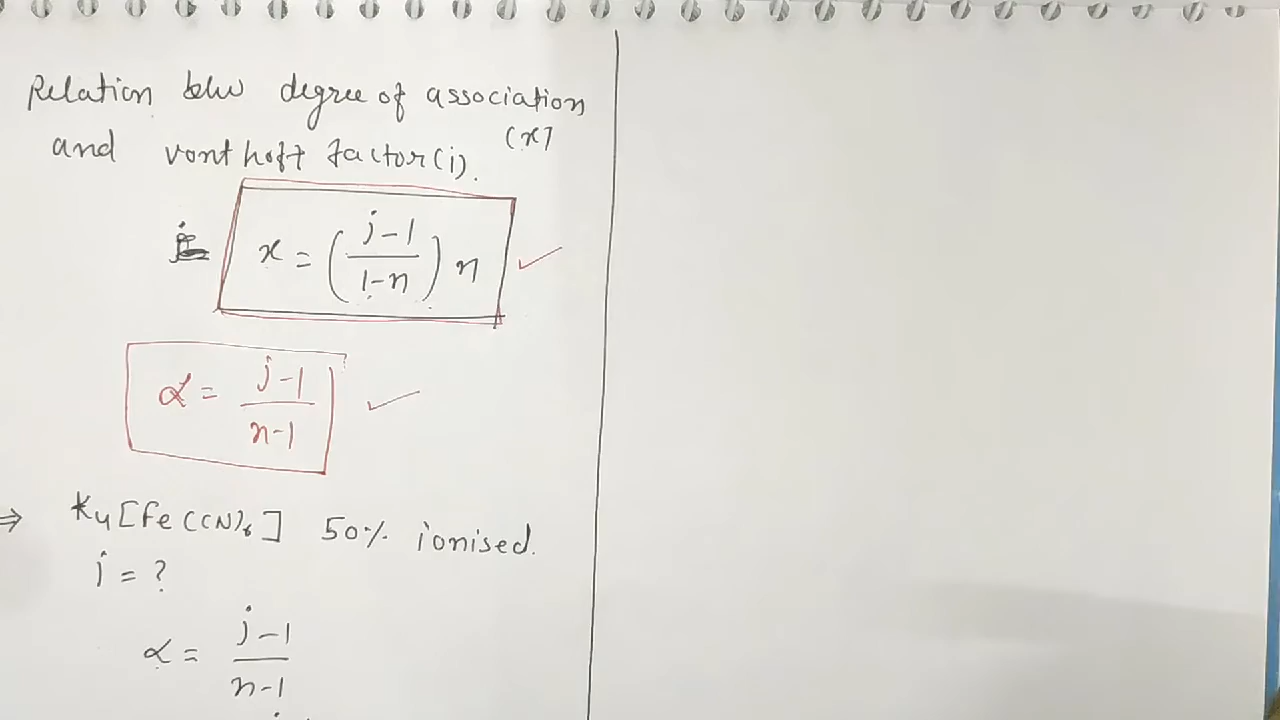 Relation b/w degree of association
(x)
and vont hoft factor(i).
x = (i-1/1-n) n
α = i-1/n-1
⇒ K4[Fe(CN)6] 50% ionised.
i = ?
α = i-1/n-1